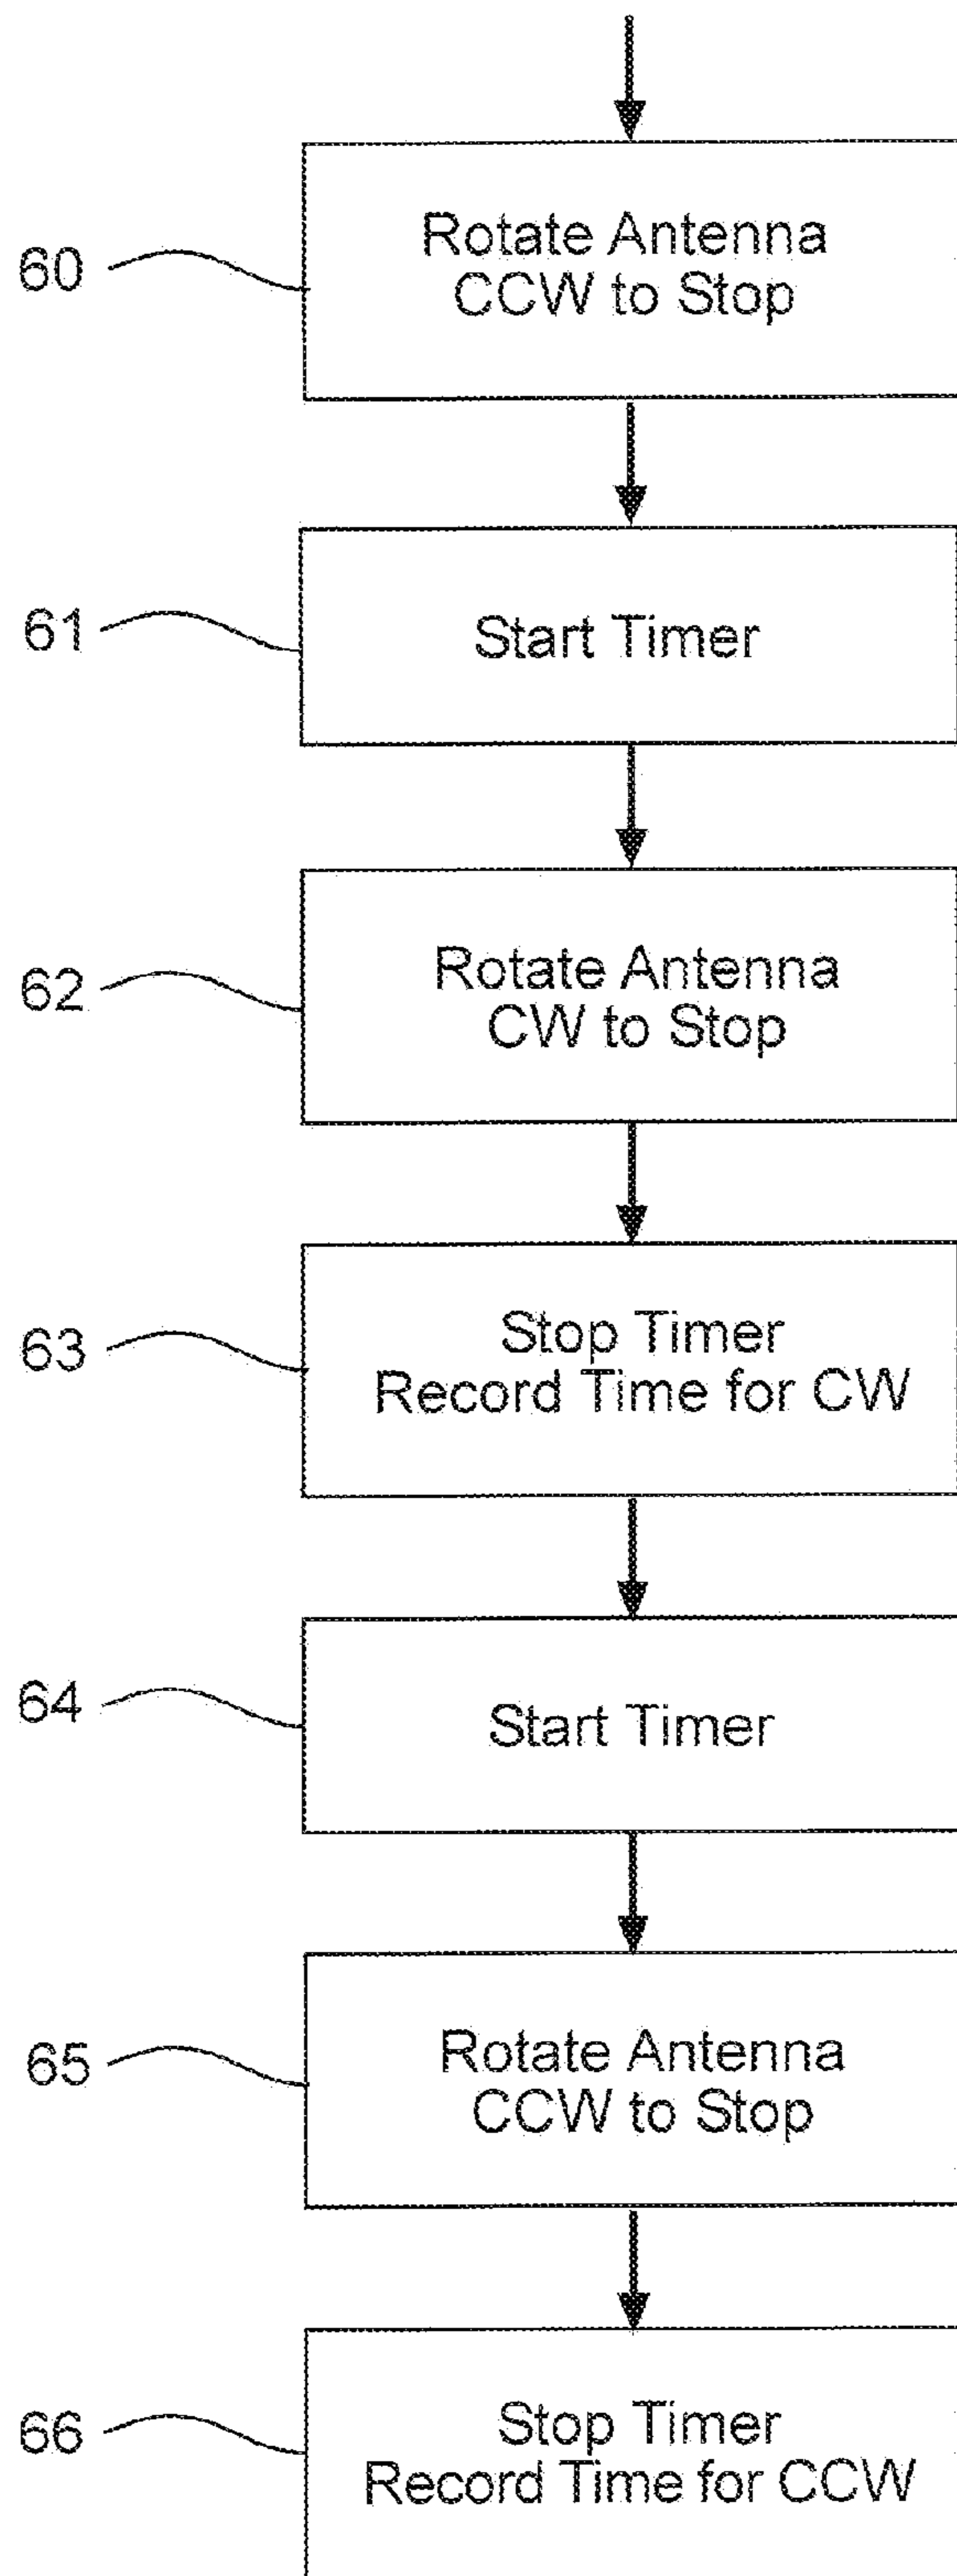 60
Rotate Antenna
CCW to Stop
61
Start Timer
62
Rotate Antenna
CW to Stop
63
Stop Timer
Record Time for CW
64
Start Timer
65
Rotate Antenna
CCW to Stop
66
Stop Timer
Record Time for CCW